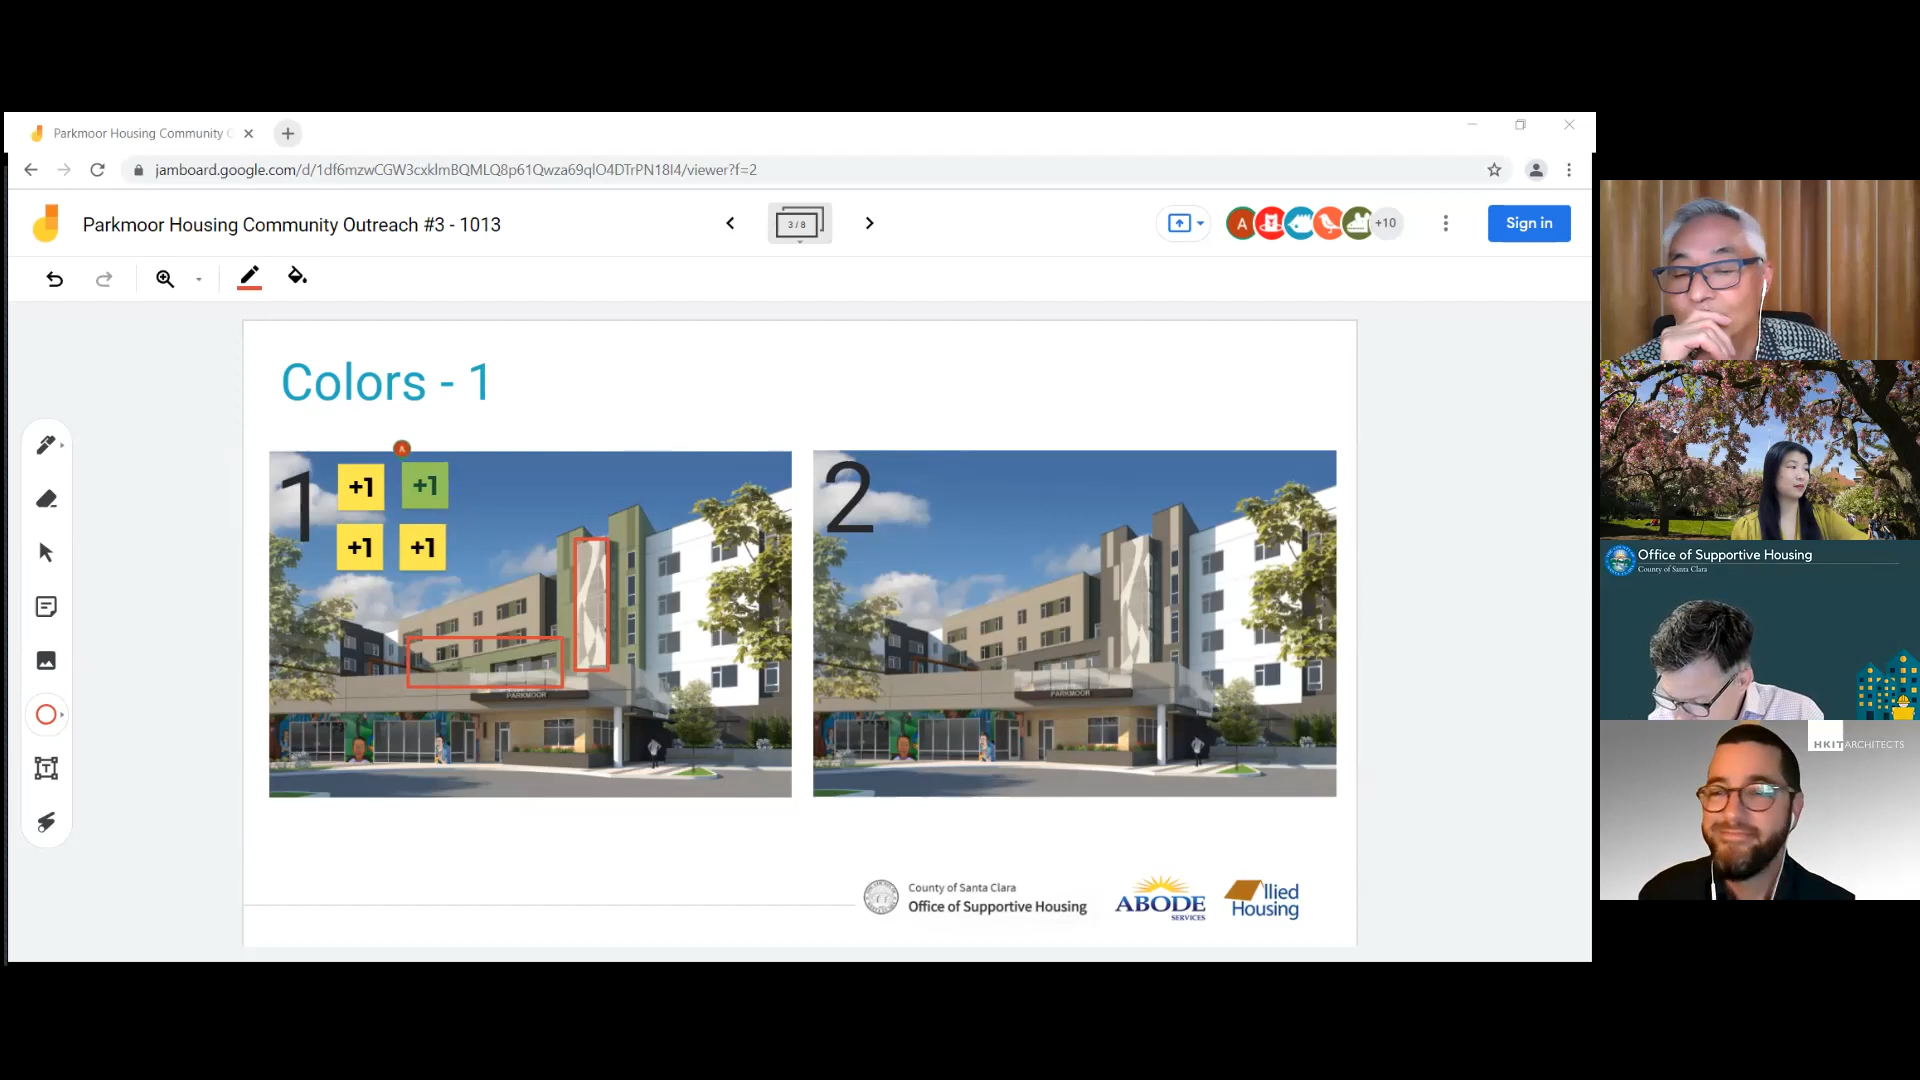 Parkmoor Housing Community
jamboard.google.com/d/1df6mzwCGW3cxklmBQMLQ8p61Qwza69qlO4DTrPN18I4/viewer?f=2
Parkmoor Housing Community Outreach #3 - 1013
3 / 8
A
+10
Sign in
Colors - 1
1
+1
+1
+1
+1
A
PARKMOOR
2
PARKMOOR
County of Santa Clara
Office of Supportive Housing
ABODE
SERVICES
llied
Housing
Office of Supportive Housing
County of Santa Clara
HKIT ARCHITECTS